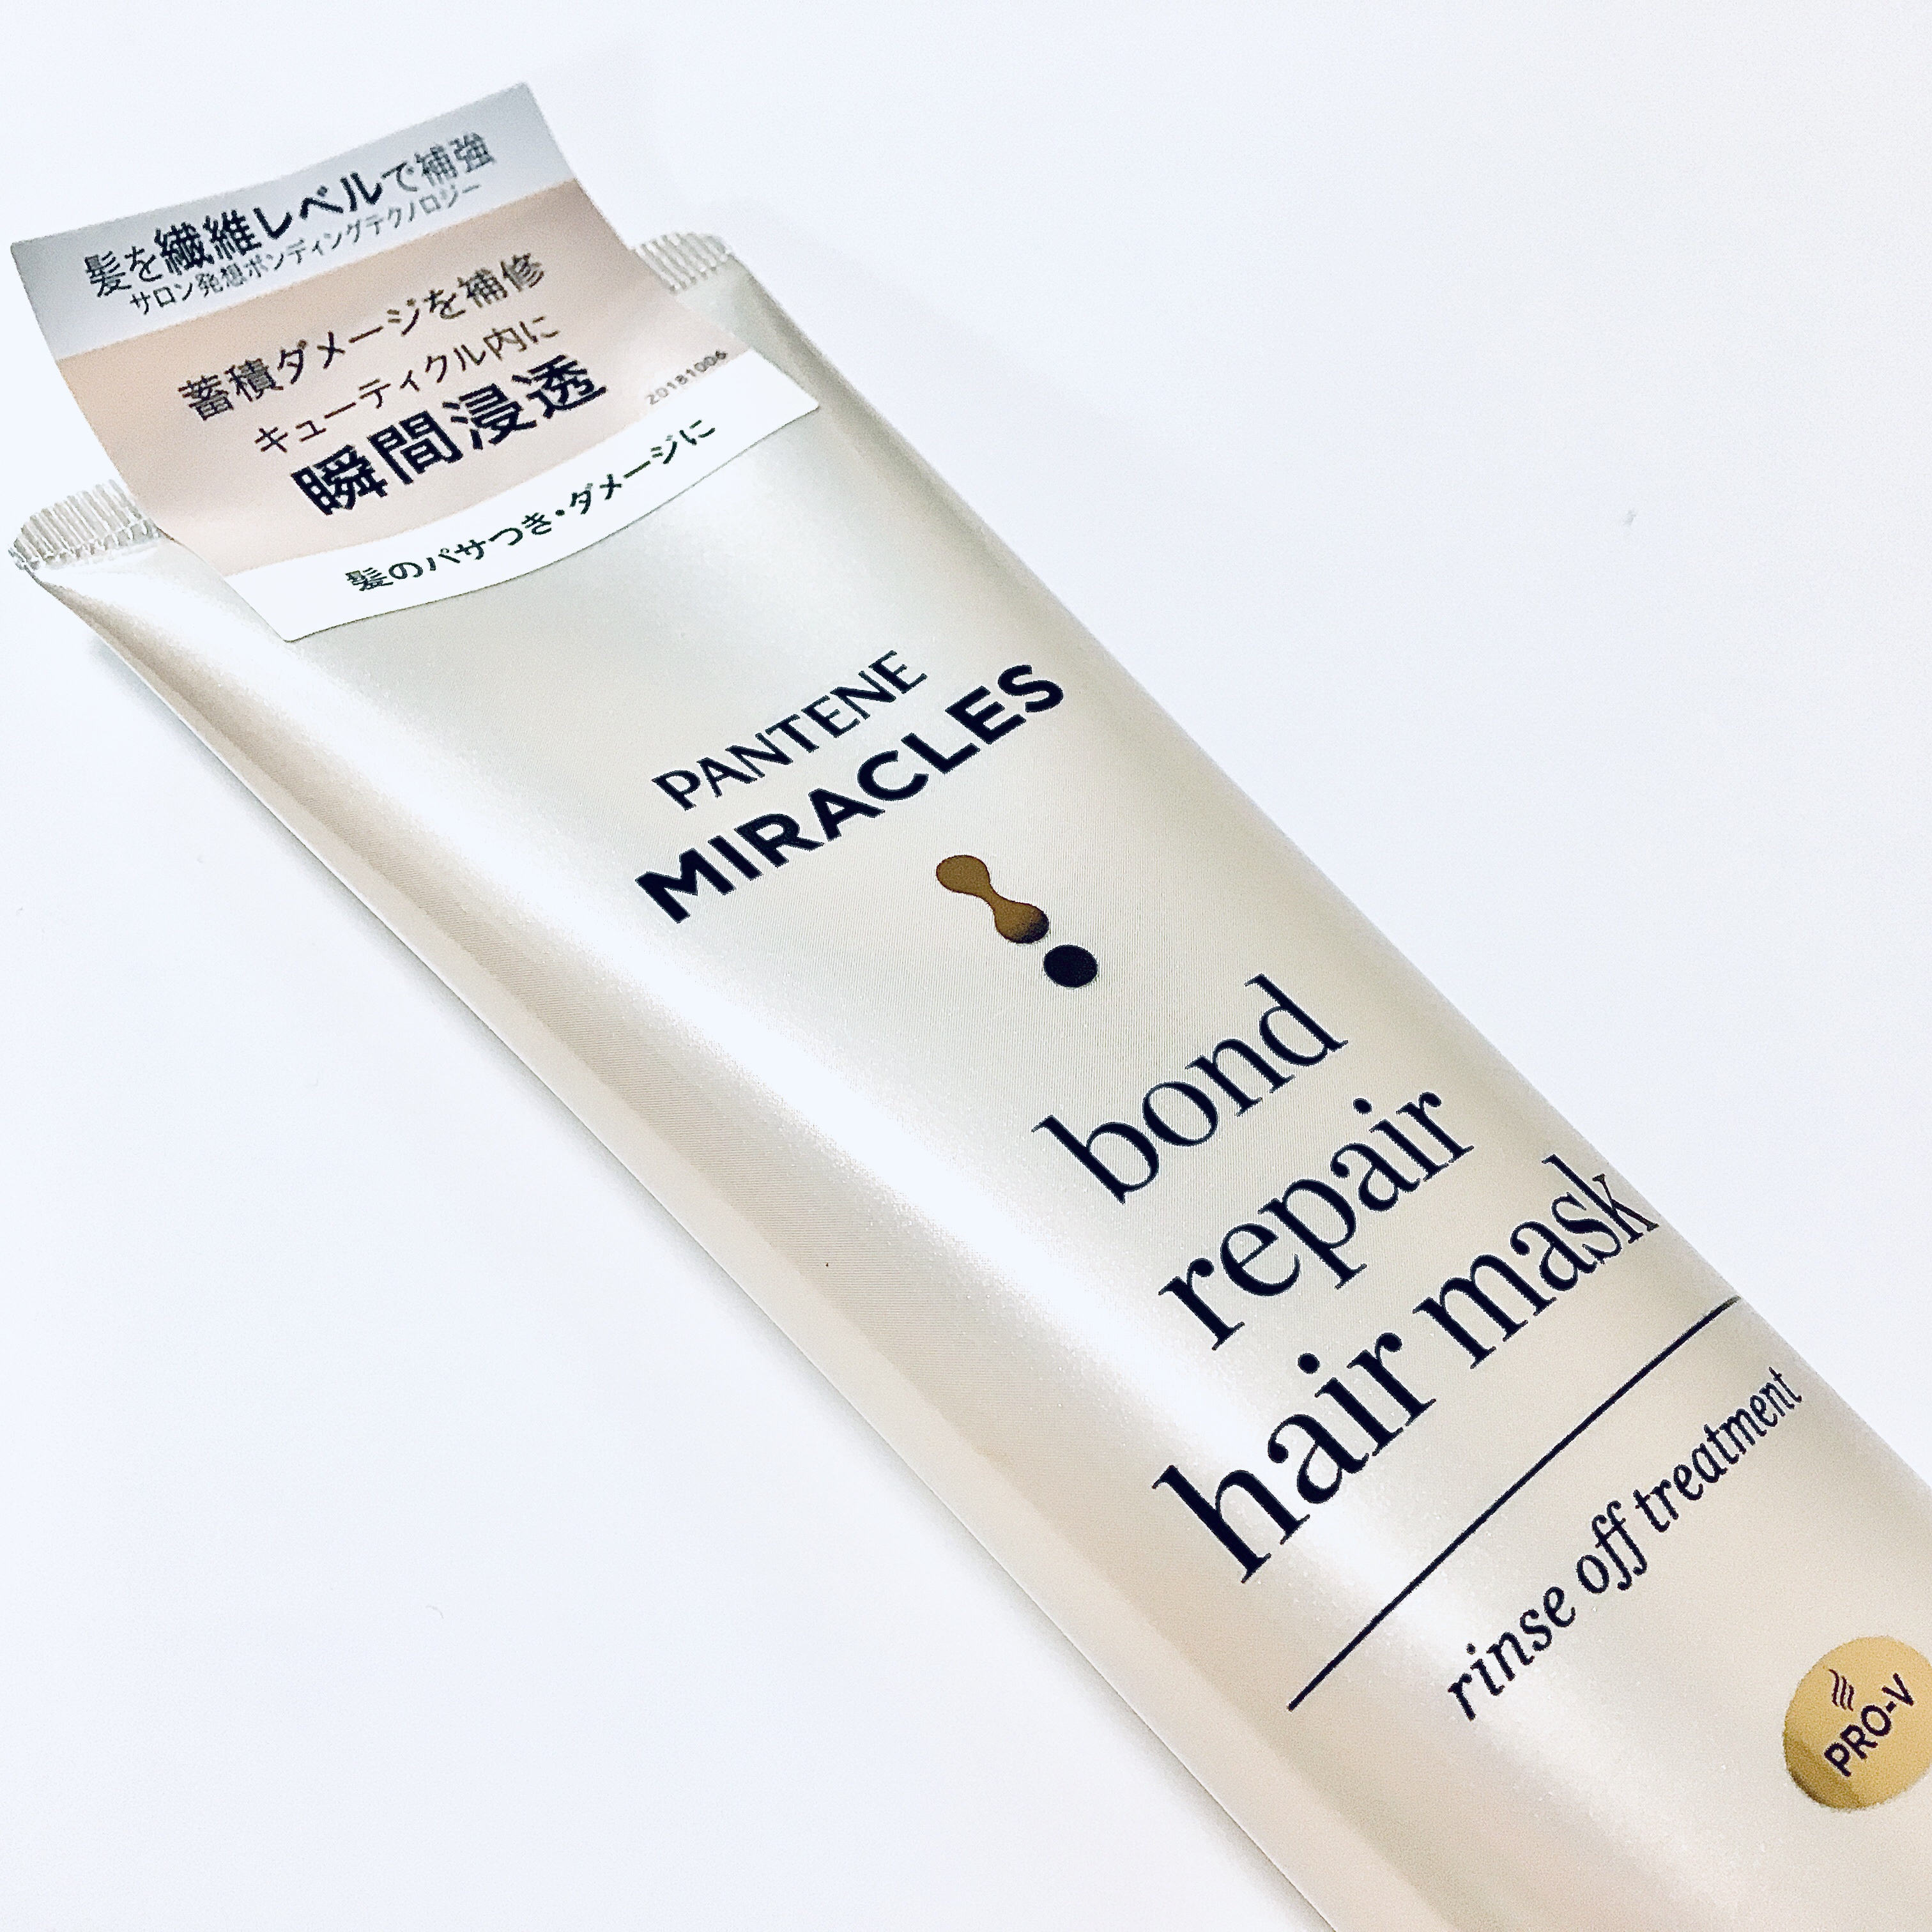 髪を繊維レベルで補強
サロン発想ボンディングテクノロジー
蓄積ダメージを補修
キューティクル内に
瞬間浸透
20181006
髪のパサつき・ダメージに
PANTENE
MIRACLES
bond
repair
hair mask
rinse off treatment
PRO-V